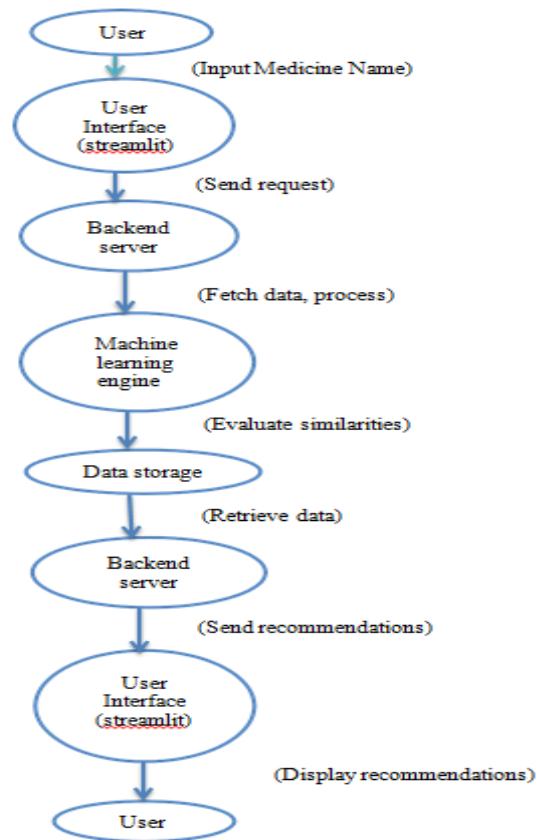 User
(Input Medicine Name)
User
Interface
(streamlit)
(Send request)
Backend
server
(Fetch data, process)
Machine
learning
engine
(Evaluate similarities)
Data storage
(Retrieve data)
Backend
server
(Send recommendations)
User
Interface
(streamlit)
(Display recommendations)
User